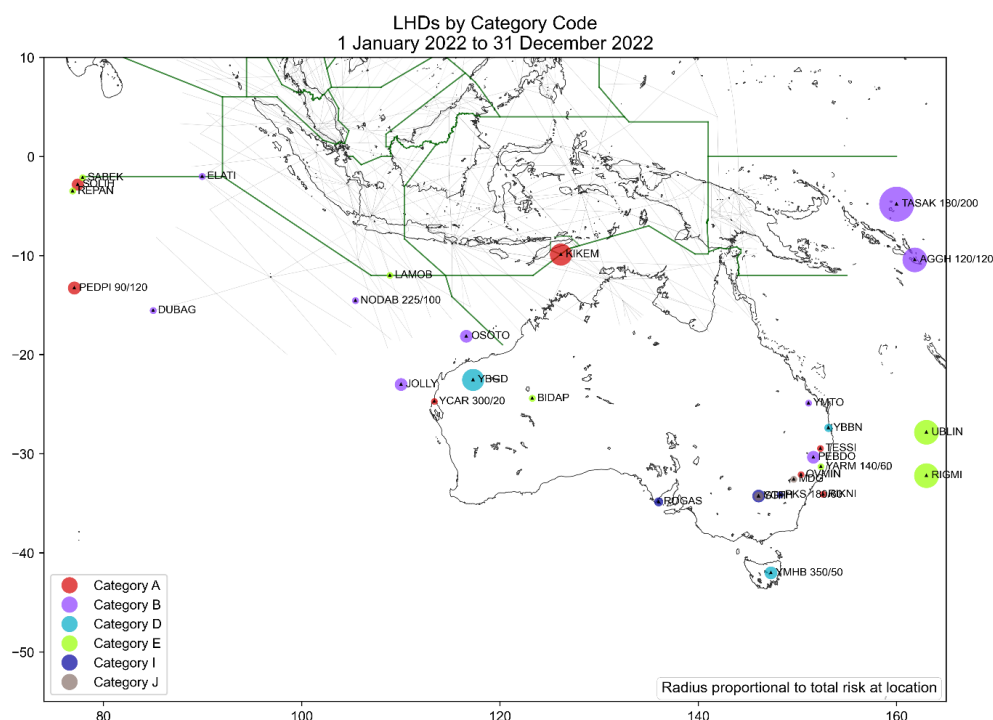 LHDs by Category Code
1 January 2022 to 31 December 2022
10
0
−10
−20
−30
−40
−50
80
100
120
140
160
SABEK
REPAN
ELATI
PEDPI 90/120
DUBAG
LAMOB
NODAB 225/100
KIKEM
TASAK 180/200
AGGH 120/120
OSOTO
JOLLY
YBGD
YCAR 300/20
BIDAP
YMTO
YBBN
TESSI
PEBDO
YARM 140/60
MDG
RIKNI
RUGAS
UBLIN
RIGMI
YMHB 350/50
Category A
Category B
Category D
Category E
Category I
Category J
Radius proportional to total risk at location